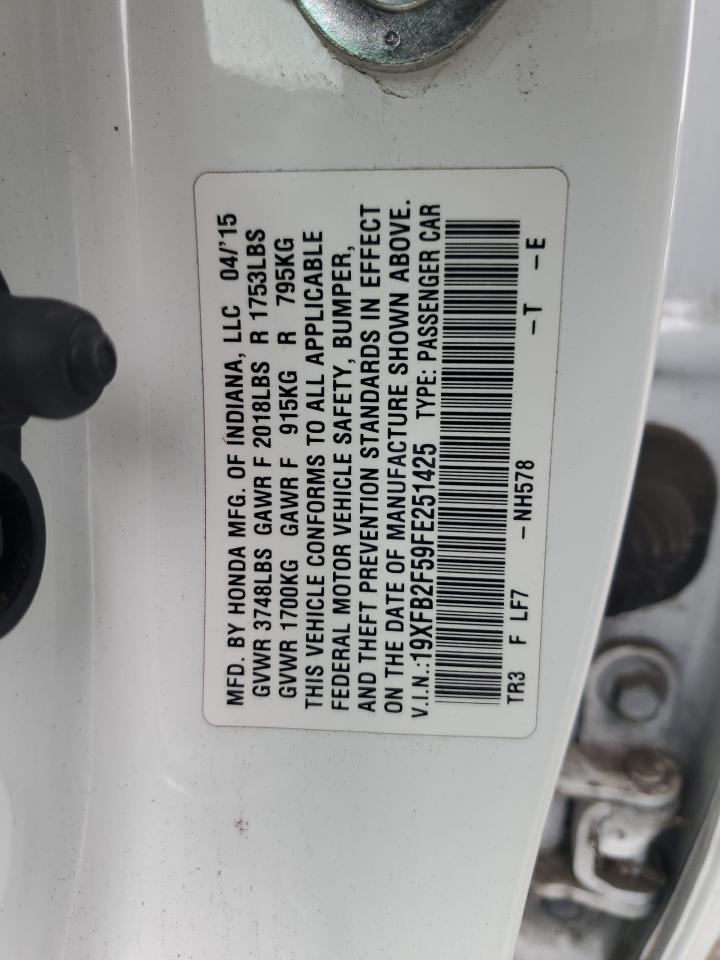 MFD. BY HONDA MFG. OF INDIANA, LLC 04/'15
GVWR 3748LBS GAWR F 2018LBS R 1753LBS
GVWR 1700KG GAWR F 915KG R 795KG
THIS VEHICLE CONFORMS TO ALL APPLICABLE
FEDERAL MOTOR VEHICLE SAFETY, BUMPER,
AND THEFT PREVENTION STANDARDS IN EFFECT
ON THE DATE OF MANUFACTURE SHOWN ABOVE.
V.I.N.:19XFB2F59FE251425 TYPE: PASSENGER CAR
TR3 F LF7 -NH578 -T -E
4